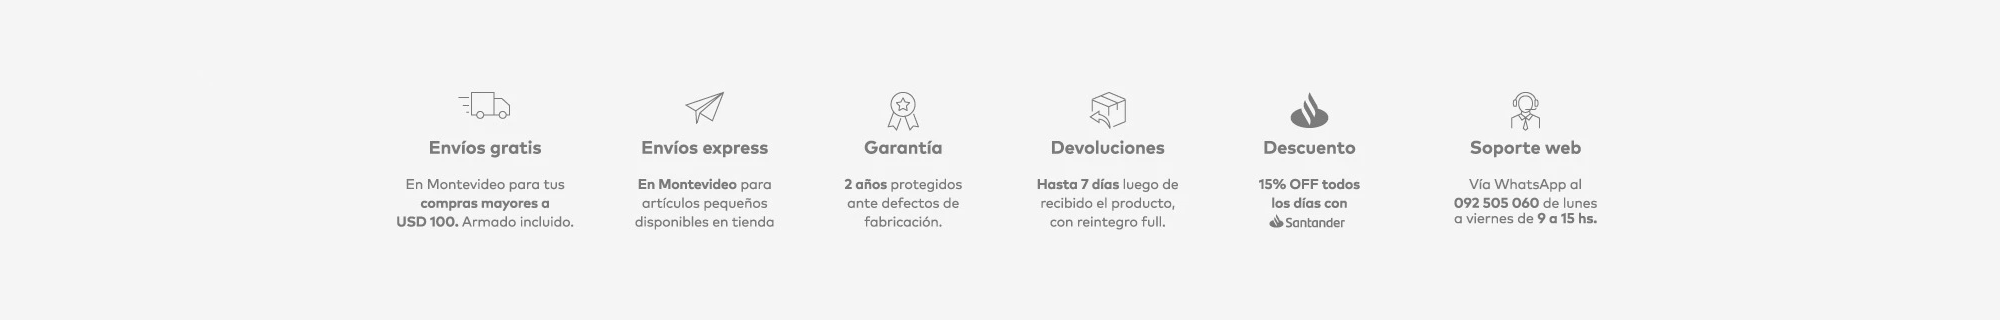 Envíos gratis
En Montevideo para tus
compras mayores a
USD 100. Armado incluido.
Envíos express
En Montevideo para
artículos pequeños
disponibles en tienda
Garantía
2 años protegidos
ante defectos de
fabricación.
Devoluciones
Hasta 7 días luego de
recibido el producto,
con reintegro full.
Descuento
15% OFF todos
los días con
Santander
Soporte web
Vía WhatsApp al
092 505 060 de lunes
a viernes de 9 a 15 hs.